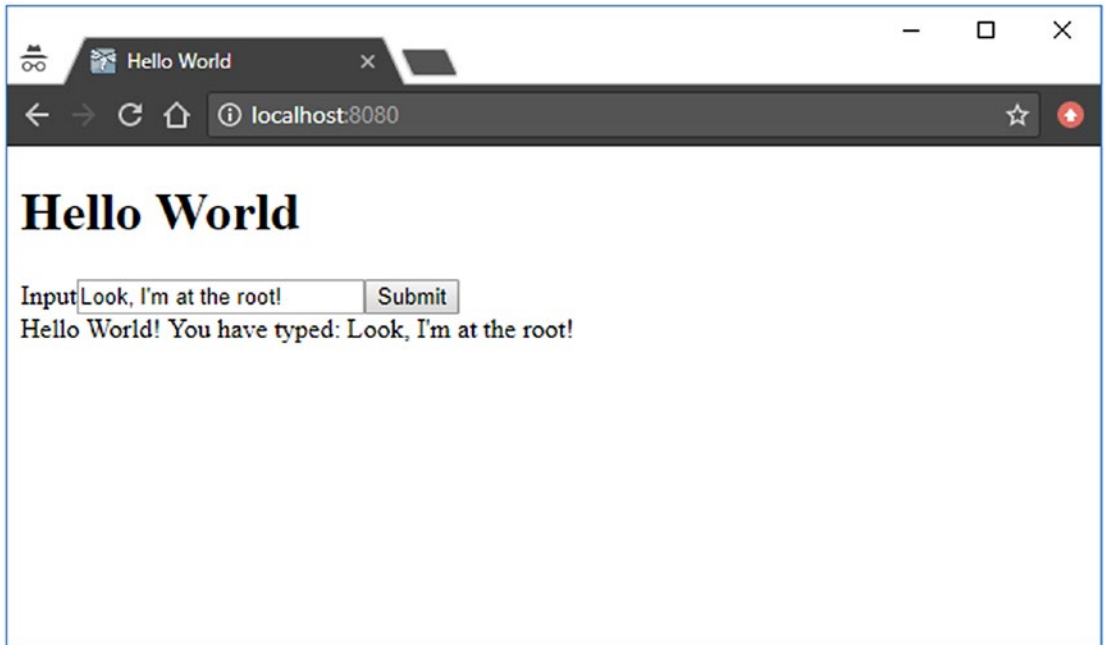 Hello World
localhost:8080
Hello World
Input Look, I'm at the root! Submit
Hello World! You have typed: Look, I'm at the root!